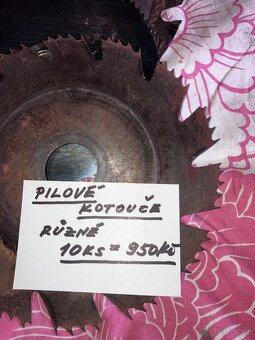 PILOVÉ
KOTOUČE
RŮZNÉ
10KS = 950Kč